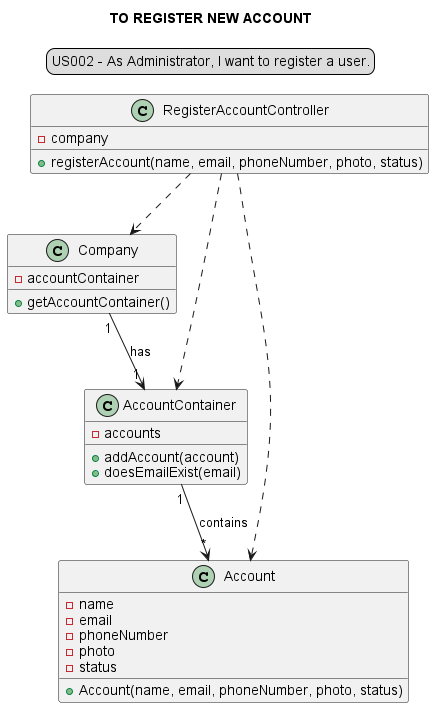 TO REGISTER NEW ACCOUNT
US002 - As Administrator, I want to register a user.
C RegisterAccountController
company
registerAccount(name, email, phoneNumber, photo, status)
C Company
accountContainer
getAccountContainer()
1
has
1
C AccountContainer
accounts
addAccount(account)
doesEmailExist(email)
1
contains
*
C Account
name
email
phoneNumber
photo
status
Account(name, email, phoneNumber, photo, status)